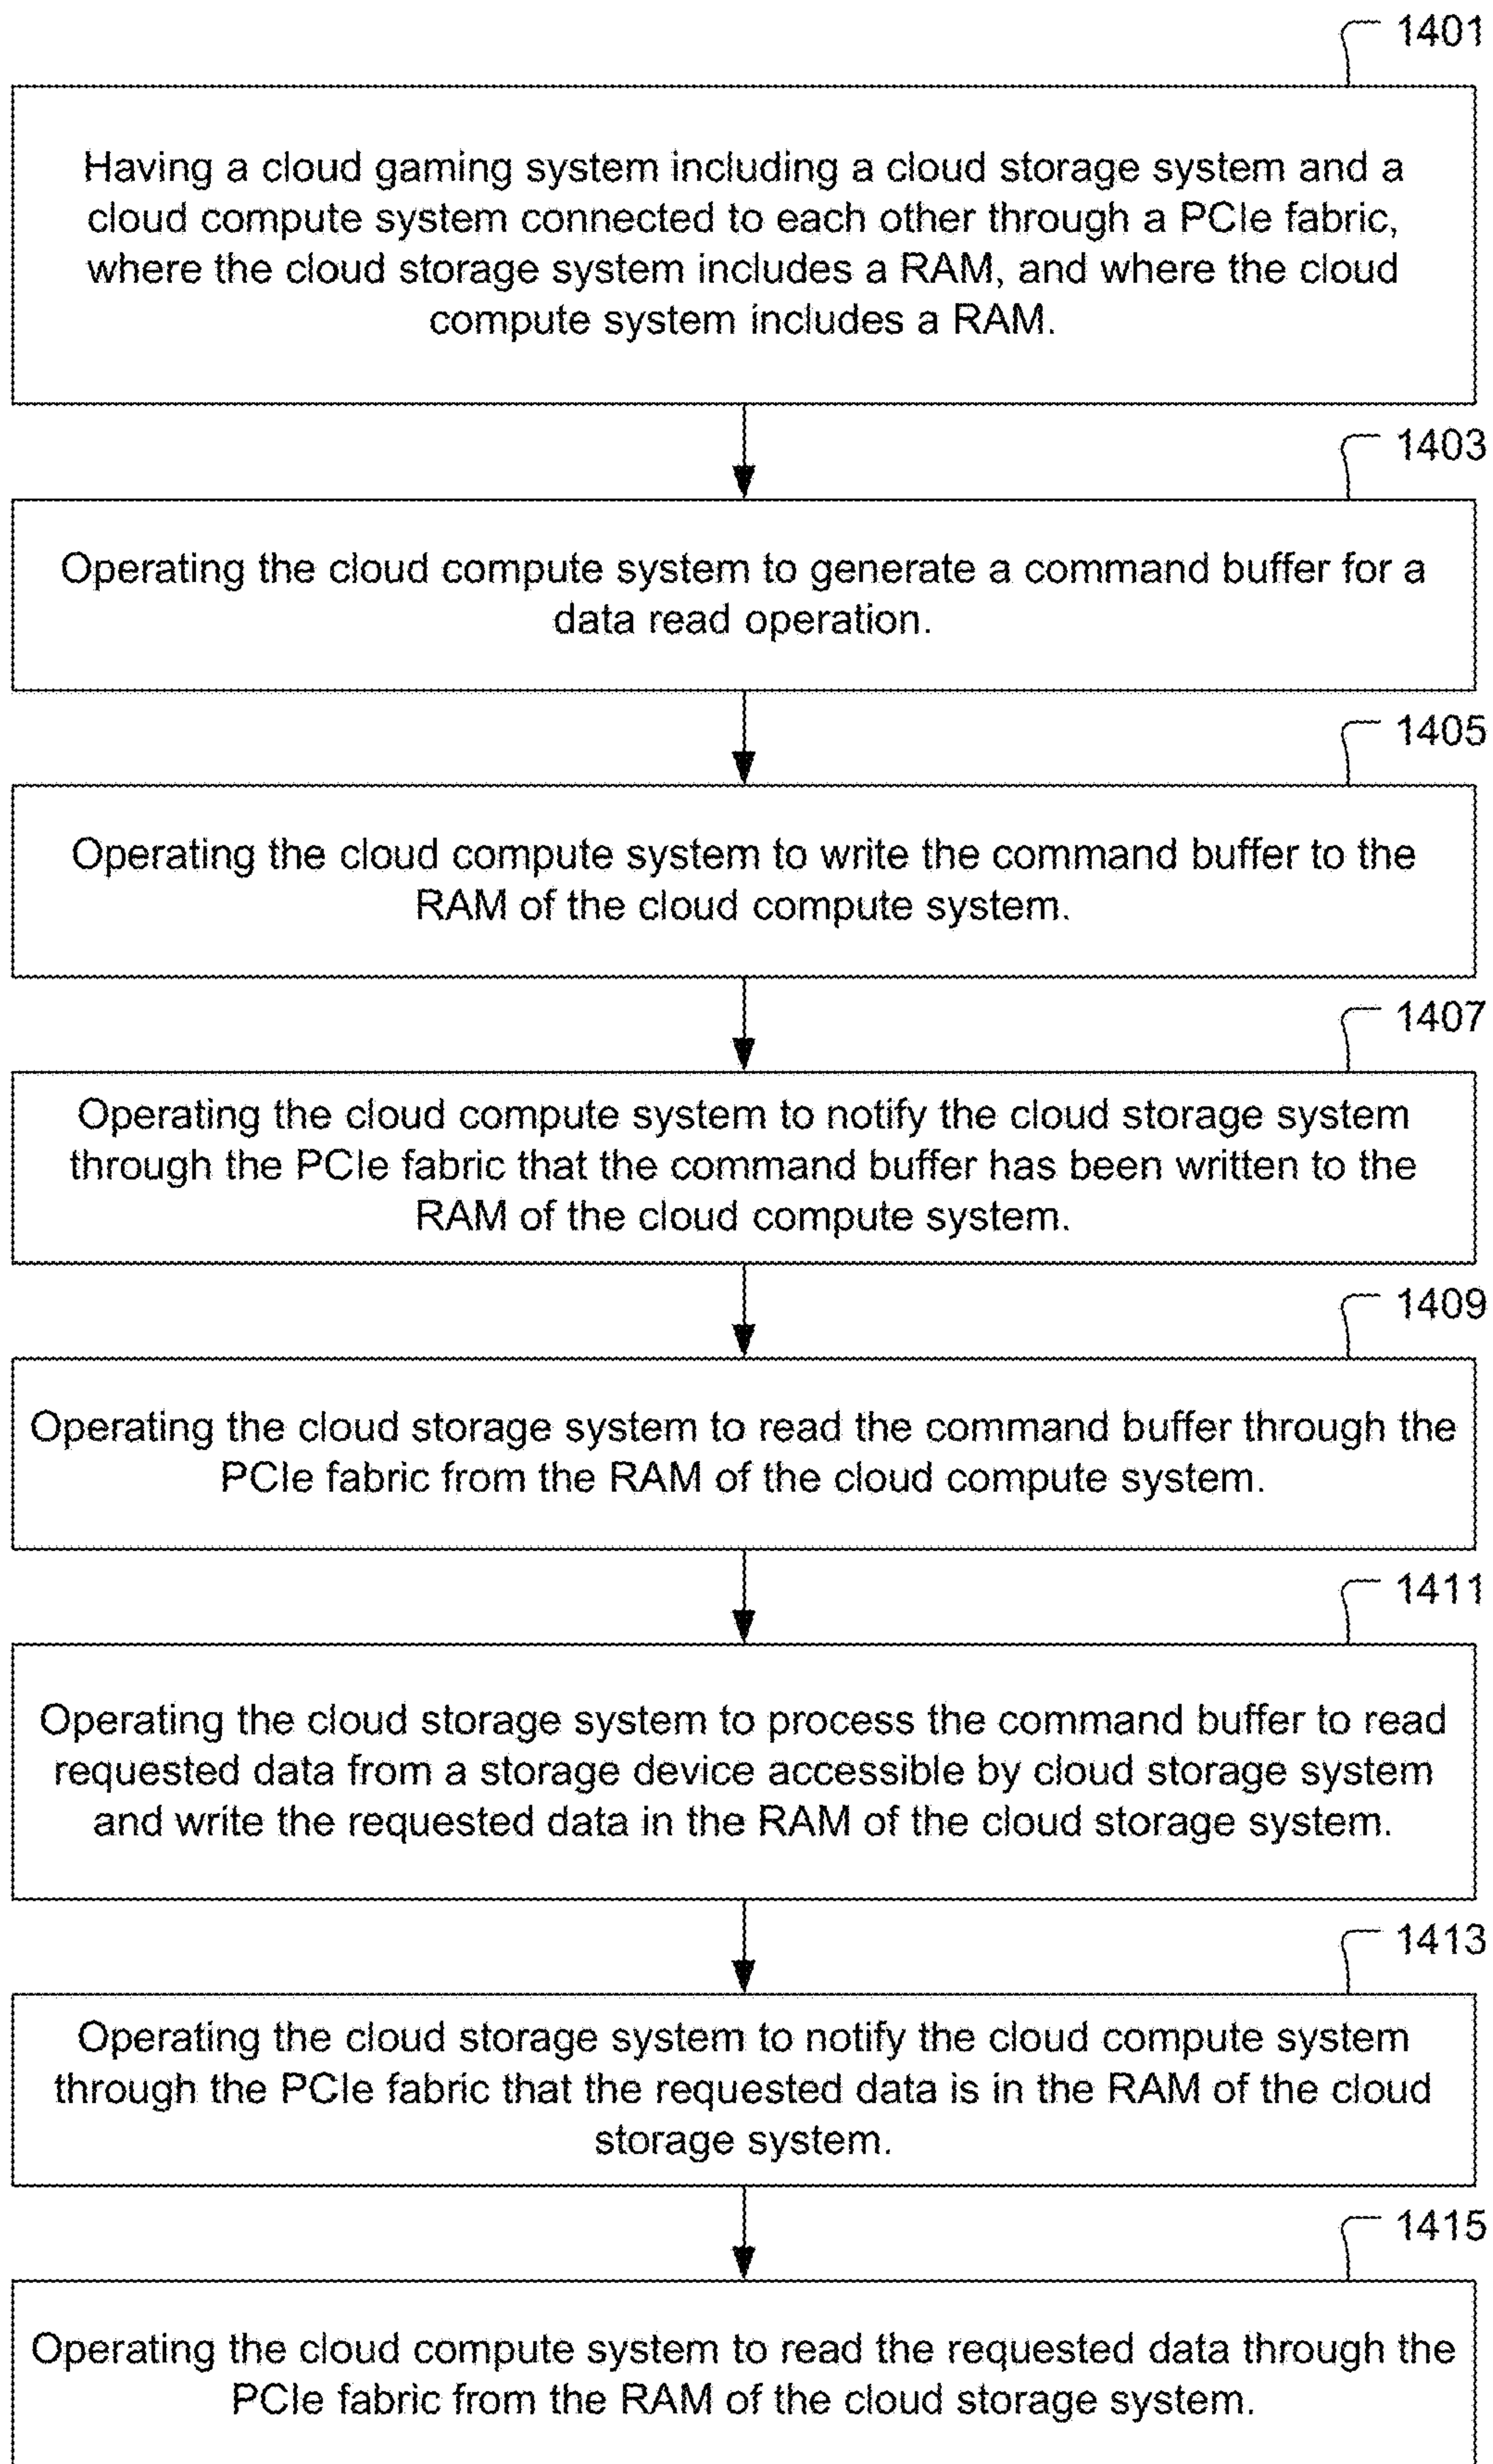 1401
Having a cloud gaming system including a cloud storage system and a
cloud compute system connected to each other through a PCIe fabric,
where the cloud storage system includes a RAM, and where the cloud
compute system includes a RAM.
1403
Operating the cloud compute system to generate a command buffer for a
data read operation.
1405
Operating the cloud compute system to write the command buffer to the
RAM of the cloud compute system.
1407
Operating the cloud compute system to notify the cloud storage system
through the PCIe fabric that the command buffer has been written to the
RAM of the cloud compute system.
1409
Operating the cloud storage system to read the command buffer through the
PCIe fabric from the RAM of the cloud compute system.
1411
Operating the cloud storage system to process the command buffer to read
requested data from a storage device accessible by cloud storage system
and write the requested data in the RAM of the cloud storage system.
1413
Operating the cloud storage system to notify the cloud compute system
through the PCIe fabric that the requested data is in the RAM of the cloud
storage system.
1415
Operating the cloud compute system to read the requested data through the
PCIe fabric from the RAM of the cloud storage system.